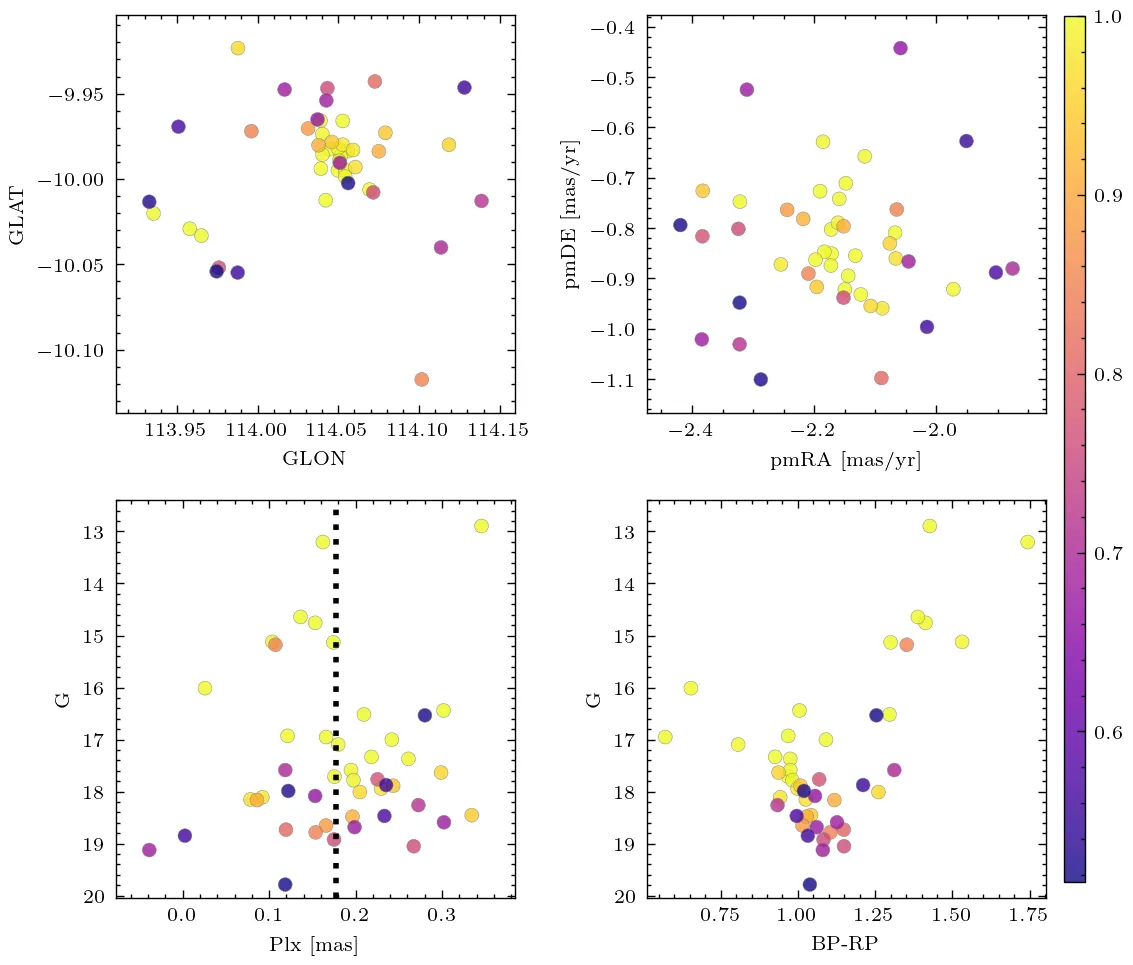 −9.95
−10.00
−10.05
−10.10
GLAT
113.95 114.00 114.05 114.10 114.15
GLON
−0.4
−0.5
−0.6
−0.7
−0.8
−0.9
−1.0
−1.1
pmDE [mas/yr]
−2.4 −2.2 −2.0
pmRA [mas/yr]
13
14
15
16
17
18
19
20
G
0.0 0.1 0.2 0.3
Plx [mas]
13
14
15
16
17
18
19
20
G
0.75 1.00 1.25 1.50 1.75
BP-RP
1.0
0.9
0.8
0.7
0.6